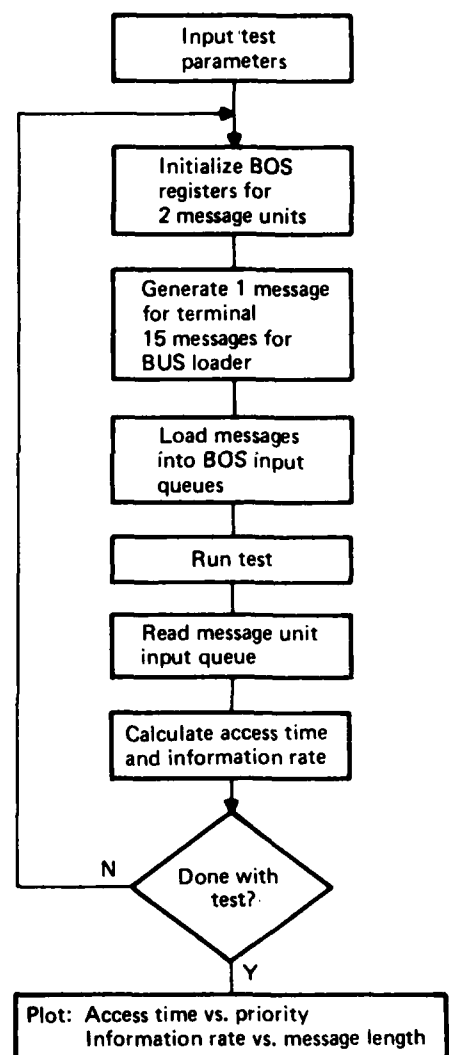 Input test
parameters
Initialize BOS
registers for
2 message units
Generate 1 message
for terminal
15 messages for
BUS loader
Load messages
into BOS input
queues
Run test
Read message unit
input queue
Calculate access time
and information rate
N
Done with
test?
Y
Plot: Access time vs. priority
Information rate vs. message length